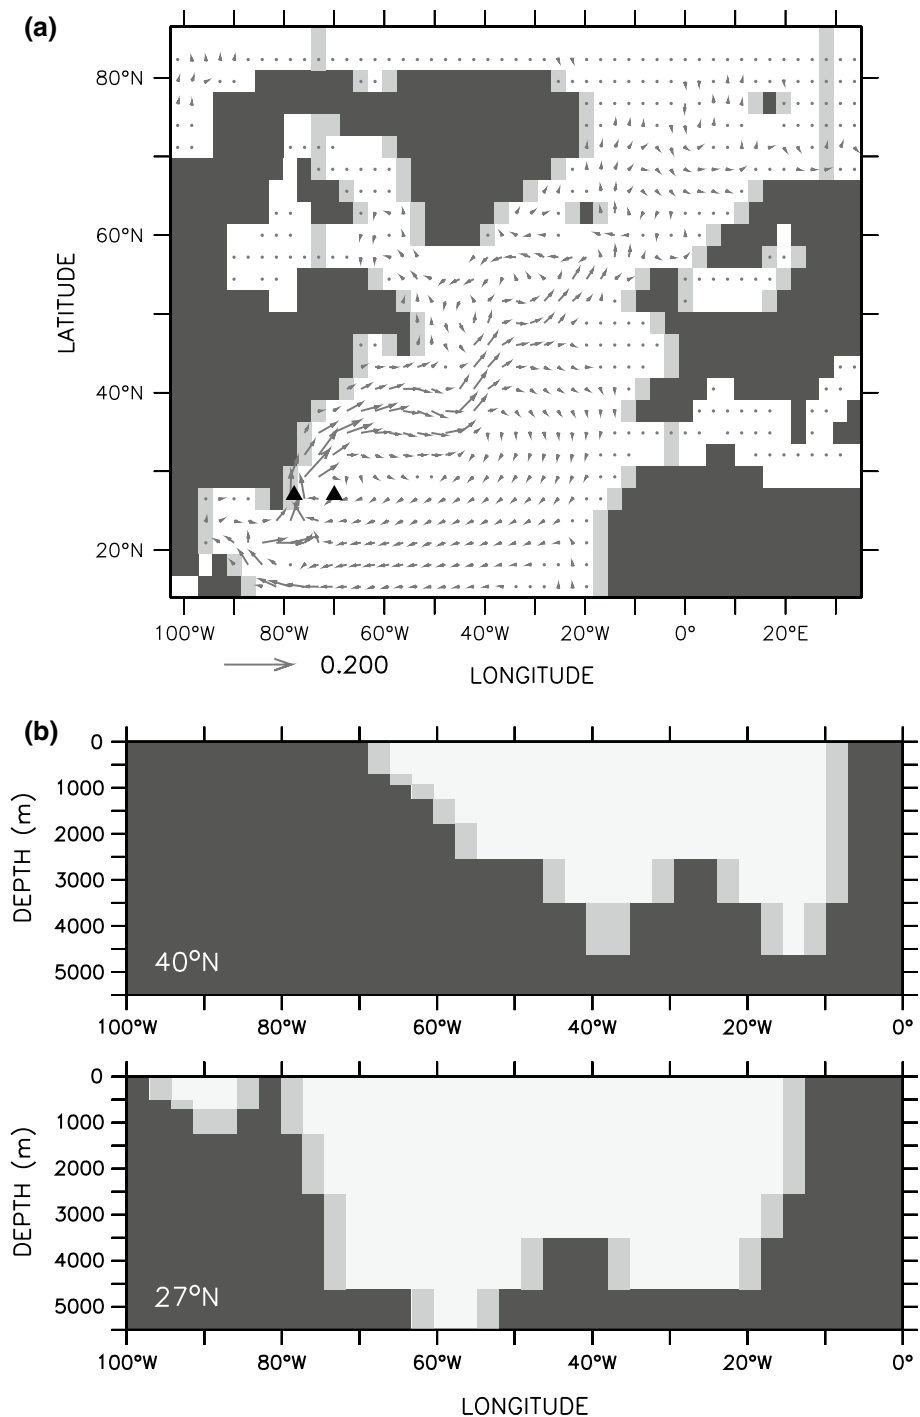 (a)
80°N
60°N
40°N
20°N
LATITUDE
100°W 80°W 60°W 40°W 20°W 0° 20°E
0.200
LONGITUDE
(b)
0
1000
2000
3000
4000
5000
DEPTH (m)
40°N
100°W 80°W 60°W 40°W 20°W 0°
0
1000
2000
3000
4000
5000
DEPTH (m)
27°N
100°W 80°W 60°W 40°W 20°W 0°
LONGITUDE